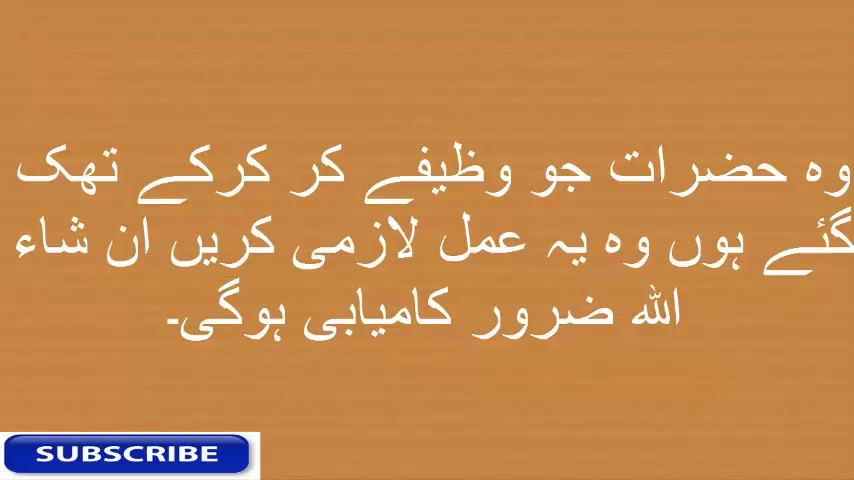 وہ حضرات جو وظیفے کر کرکے تھک
گئے ہوں وہ یہ عمل لازمی کریں ان شاء
اللہ ضرور کامیابی ہوگی۔
SUBSCRIBE